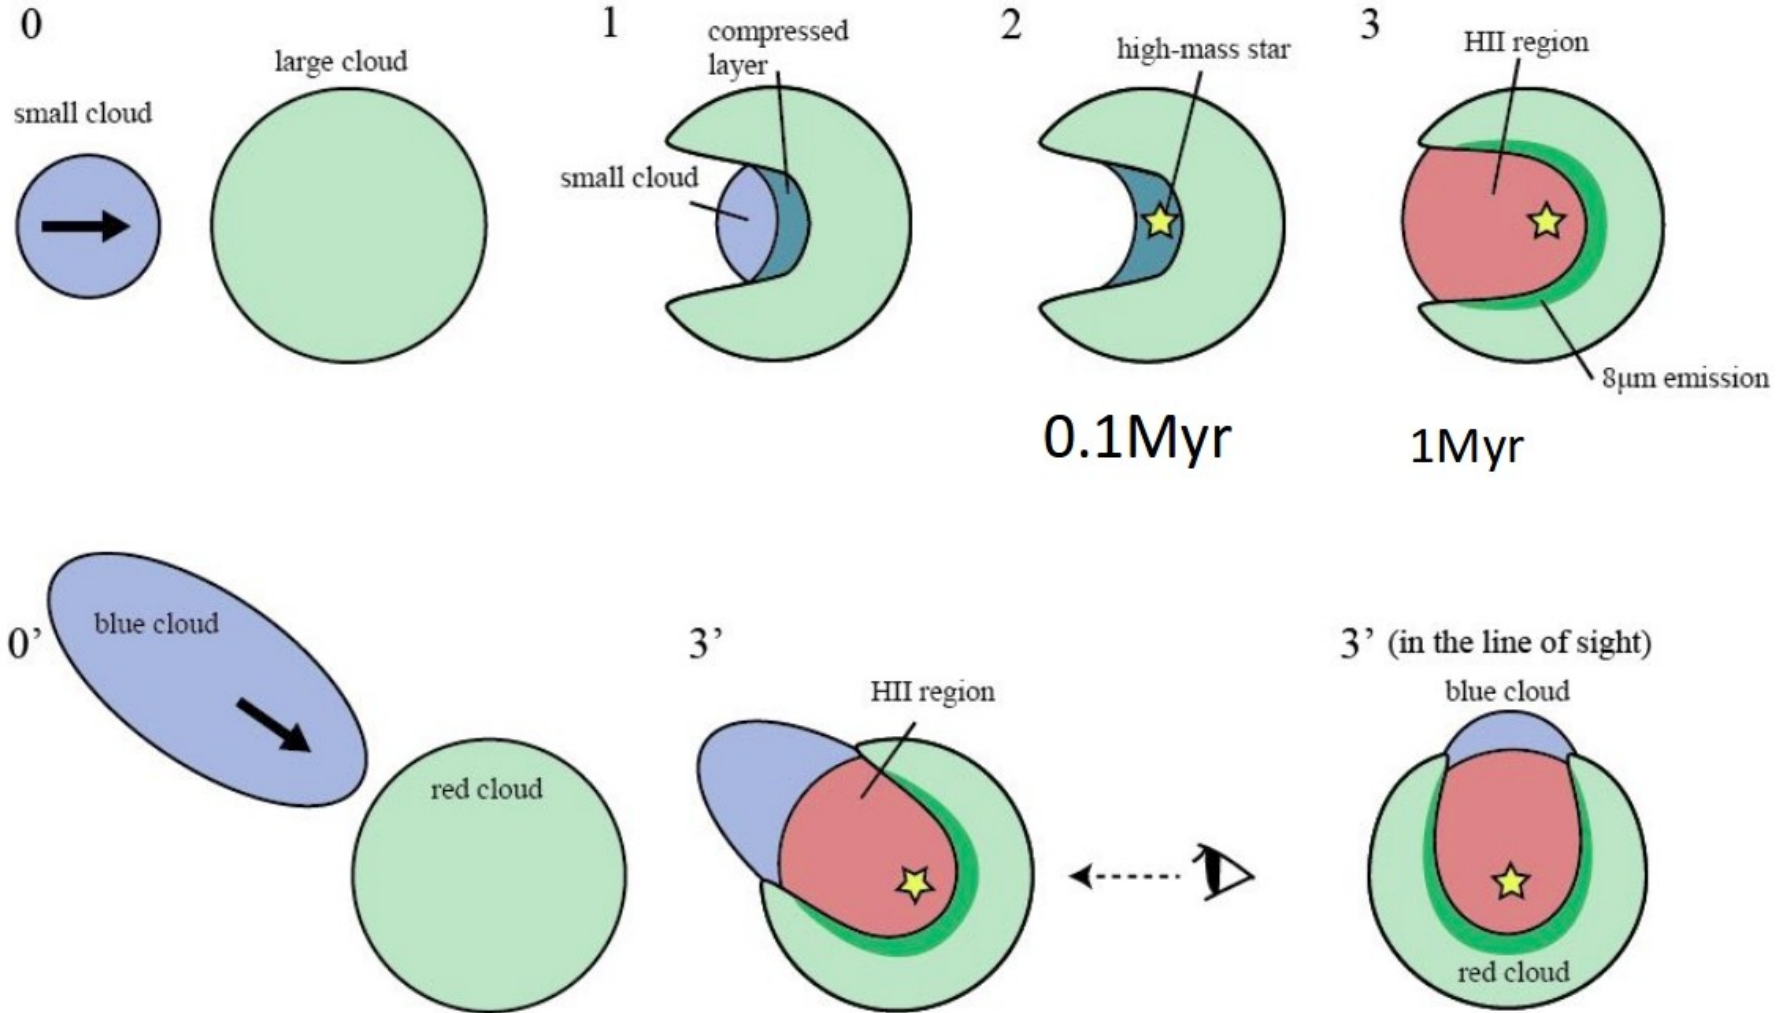 0
large cloud
small cloud
1
compressed
layer
small cloud
2
high-mass star
3
HII region
8μm emission
0.1Myr
1Myr
0’
blue cloud
red cloud
3’
HII region
3’ (in the line of sight)
blue cloud
red cloud